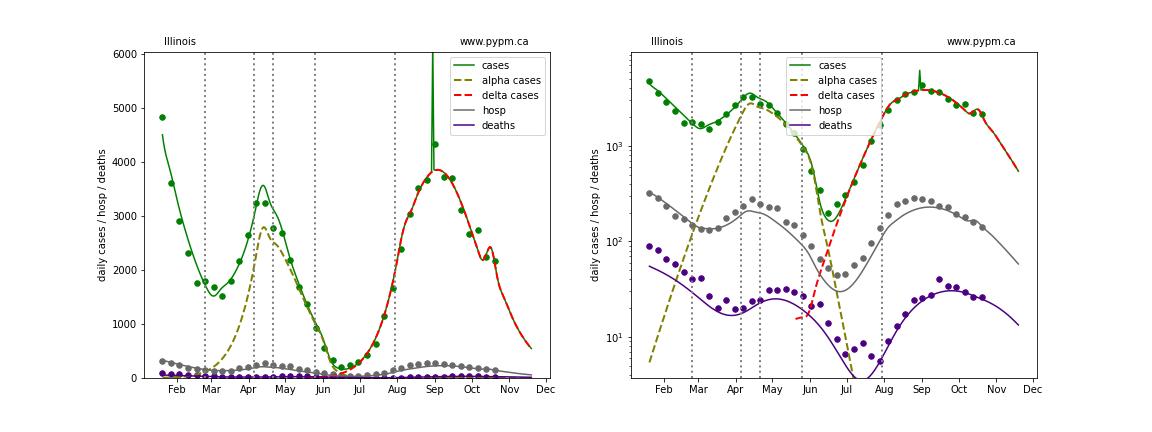 Illinois
www.pypm.ca
daily cases / hosp / deaths
6000
5000
4000
3000
2000
1000
0
cases
alpha cases
delta cases
hosp
deaths
Feb Mar Apr May Jun Jul Aug Sep Oct Nov Dec
Illinois
www.pypm.ca
daily cases / hosp / deaths
10³
10²
10¹
cases
alpha cases
delta cases
hosp
deaths
Feb Mar Apr May Jun Jul Aug Sep Oct Nov Dec